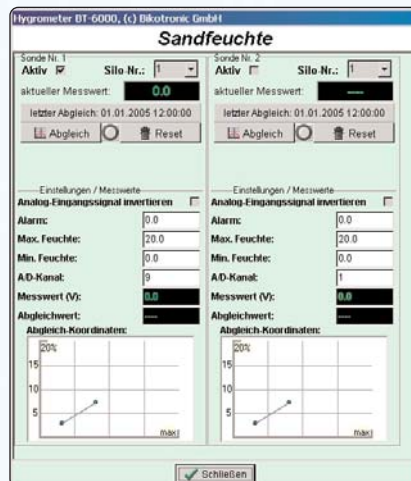 Hygrometer BT-6000, (c) Bikotronic GmbH
Sandfeuchte
Sonde Nr. 1
Aktiv Silo-Nr.: 1
aktueller Messwert: 0.0
letzter Abgleich: 01.01.2005 12:00:00
Abgleich Reset
Einstellungen / Messwerte
Analog-Eingangssignal invertieren
Alarm: 0.0
Max. Feuchte: 20.0
Min. Feuchte: 0.0
A/D-Kanal: 9
Messwert (V): 0.0
Abgleichwert: ---
Abgleich-Koordinaten:
20%
15
10
5
max
Sonde Nr. 2
Aktiv Silo-Nr.: 1
aktueller Messwert: ---
letzter Abgleich: 01.01.2005 12:00:00
Abgleich Reset
Einstellungen / Messwerte
Analog-Eingangssignal invertieren
Alarm: 0.0
Max. Feuchte: 20.0
Min. Feuchte: 0.0
A/D-Kanal: 1
Messwert (V): 0.0
Abgleichwert: ---
Abgleich-Koordinaten:
20%
15
10
5
max
Schließen